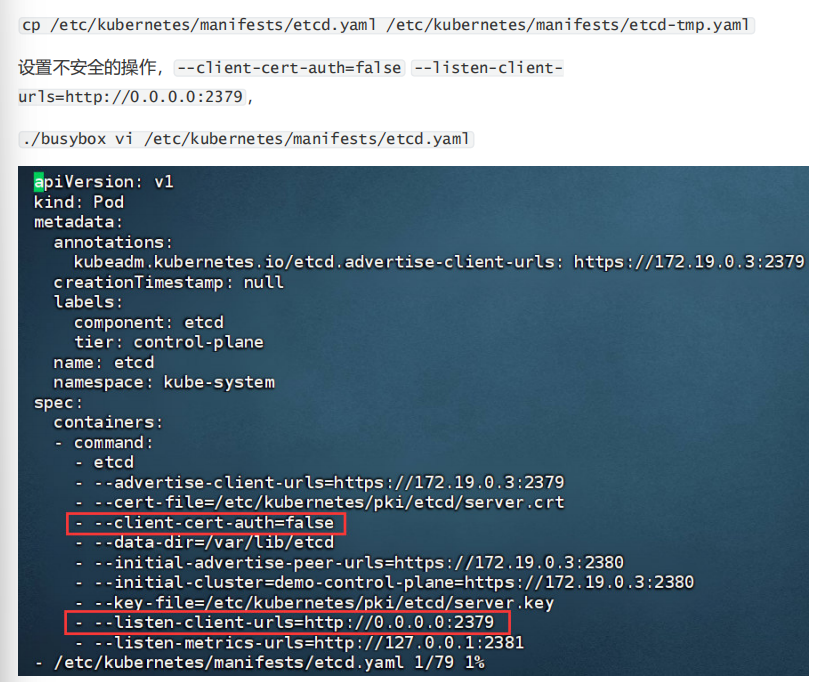 cp /etc/kubernetes/manifests/etcd.yaml /etc/kubernetes/manifests/etcd-tmp.yaml
设置不安全的操作，--client-cert-auth=false --listen-client-
urls=http://0.0.0.0:2379，
./busybox vi /etc/kubernetes/manifests/etcd.yaml
apiVersion: v1
kind: Pod
metadata:
  annotations:
    kubeadm.kubernetes.io/etcd.advertise-client-urls: https://172.19.0.3:2379
  creationTimestamp: null
  labels:
    component: etcd
    tier: control-plane
  name: etcd
  namespace: kube-system
spec:
  containers:
  - command:
    - etcd
    - --advertise-client-urls=https://172.19.0.3:2379
    - --cert-file=/etc/kubernetes/pki/etcd/server.crt
    - --client-cert-auth=false
    - --data-dir=/var/lib/etcd
    - --initial-advertise-peer-urls=https://172.19.0.3:2380
    - --initial-cluster=demo-control-plane=https://172.19.0.3:2380
    - --key-file=/etc/kubernetes/pki/etcd/server.key
    - --listen-client-urls=http://0.0.0.0:2379
    - --listen-metrics-urls=http://127.0.0.1:2381
- /etc/kubernetes/manifests/etcd.yaml 1/79 1%